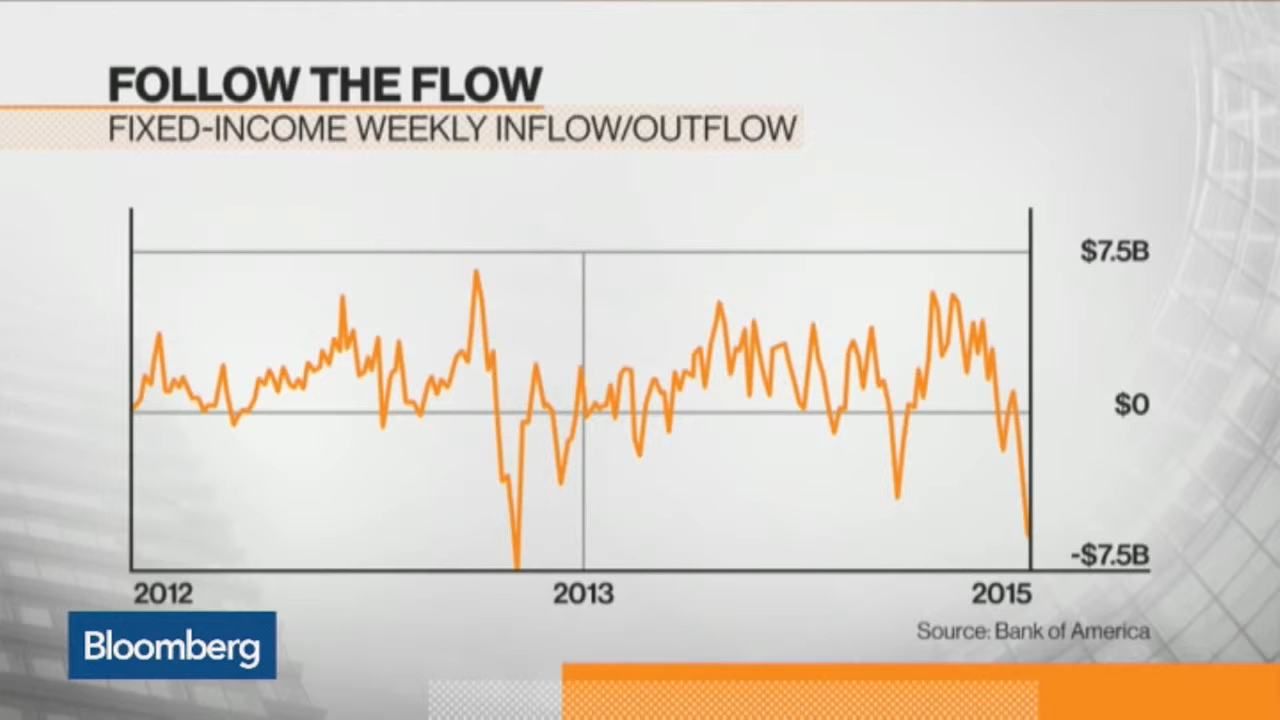 FOLLOW THE FLOW
FIXED-INCOME WEEKLY INFLOW/OUTFLOW
$7.5B
$0
-$7.5B
2012 2013 2015
Source: Bank of America
Bloomberg